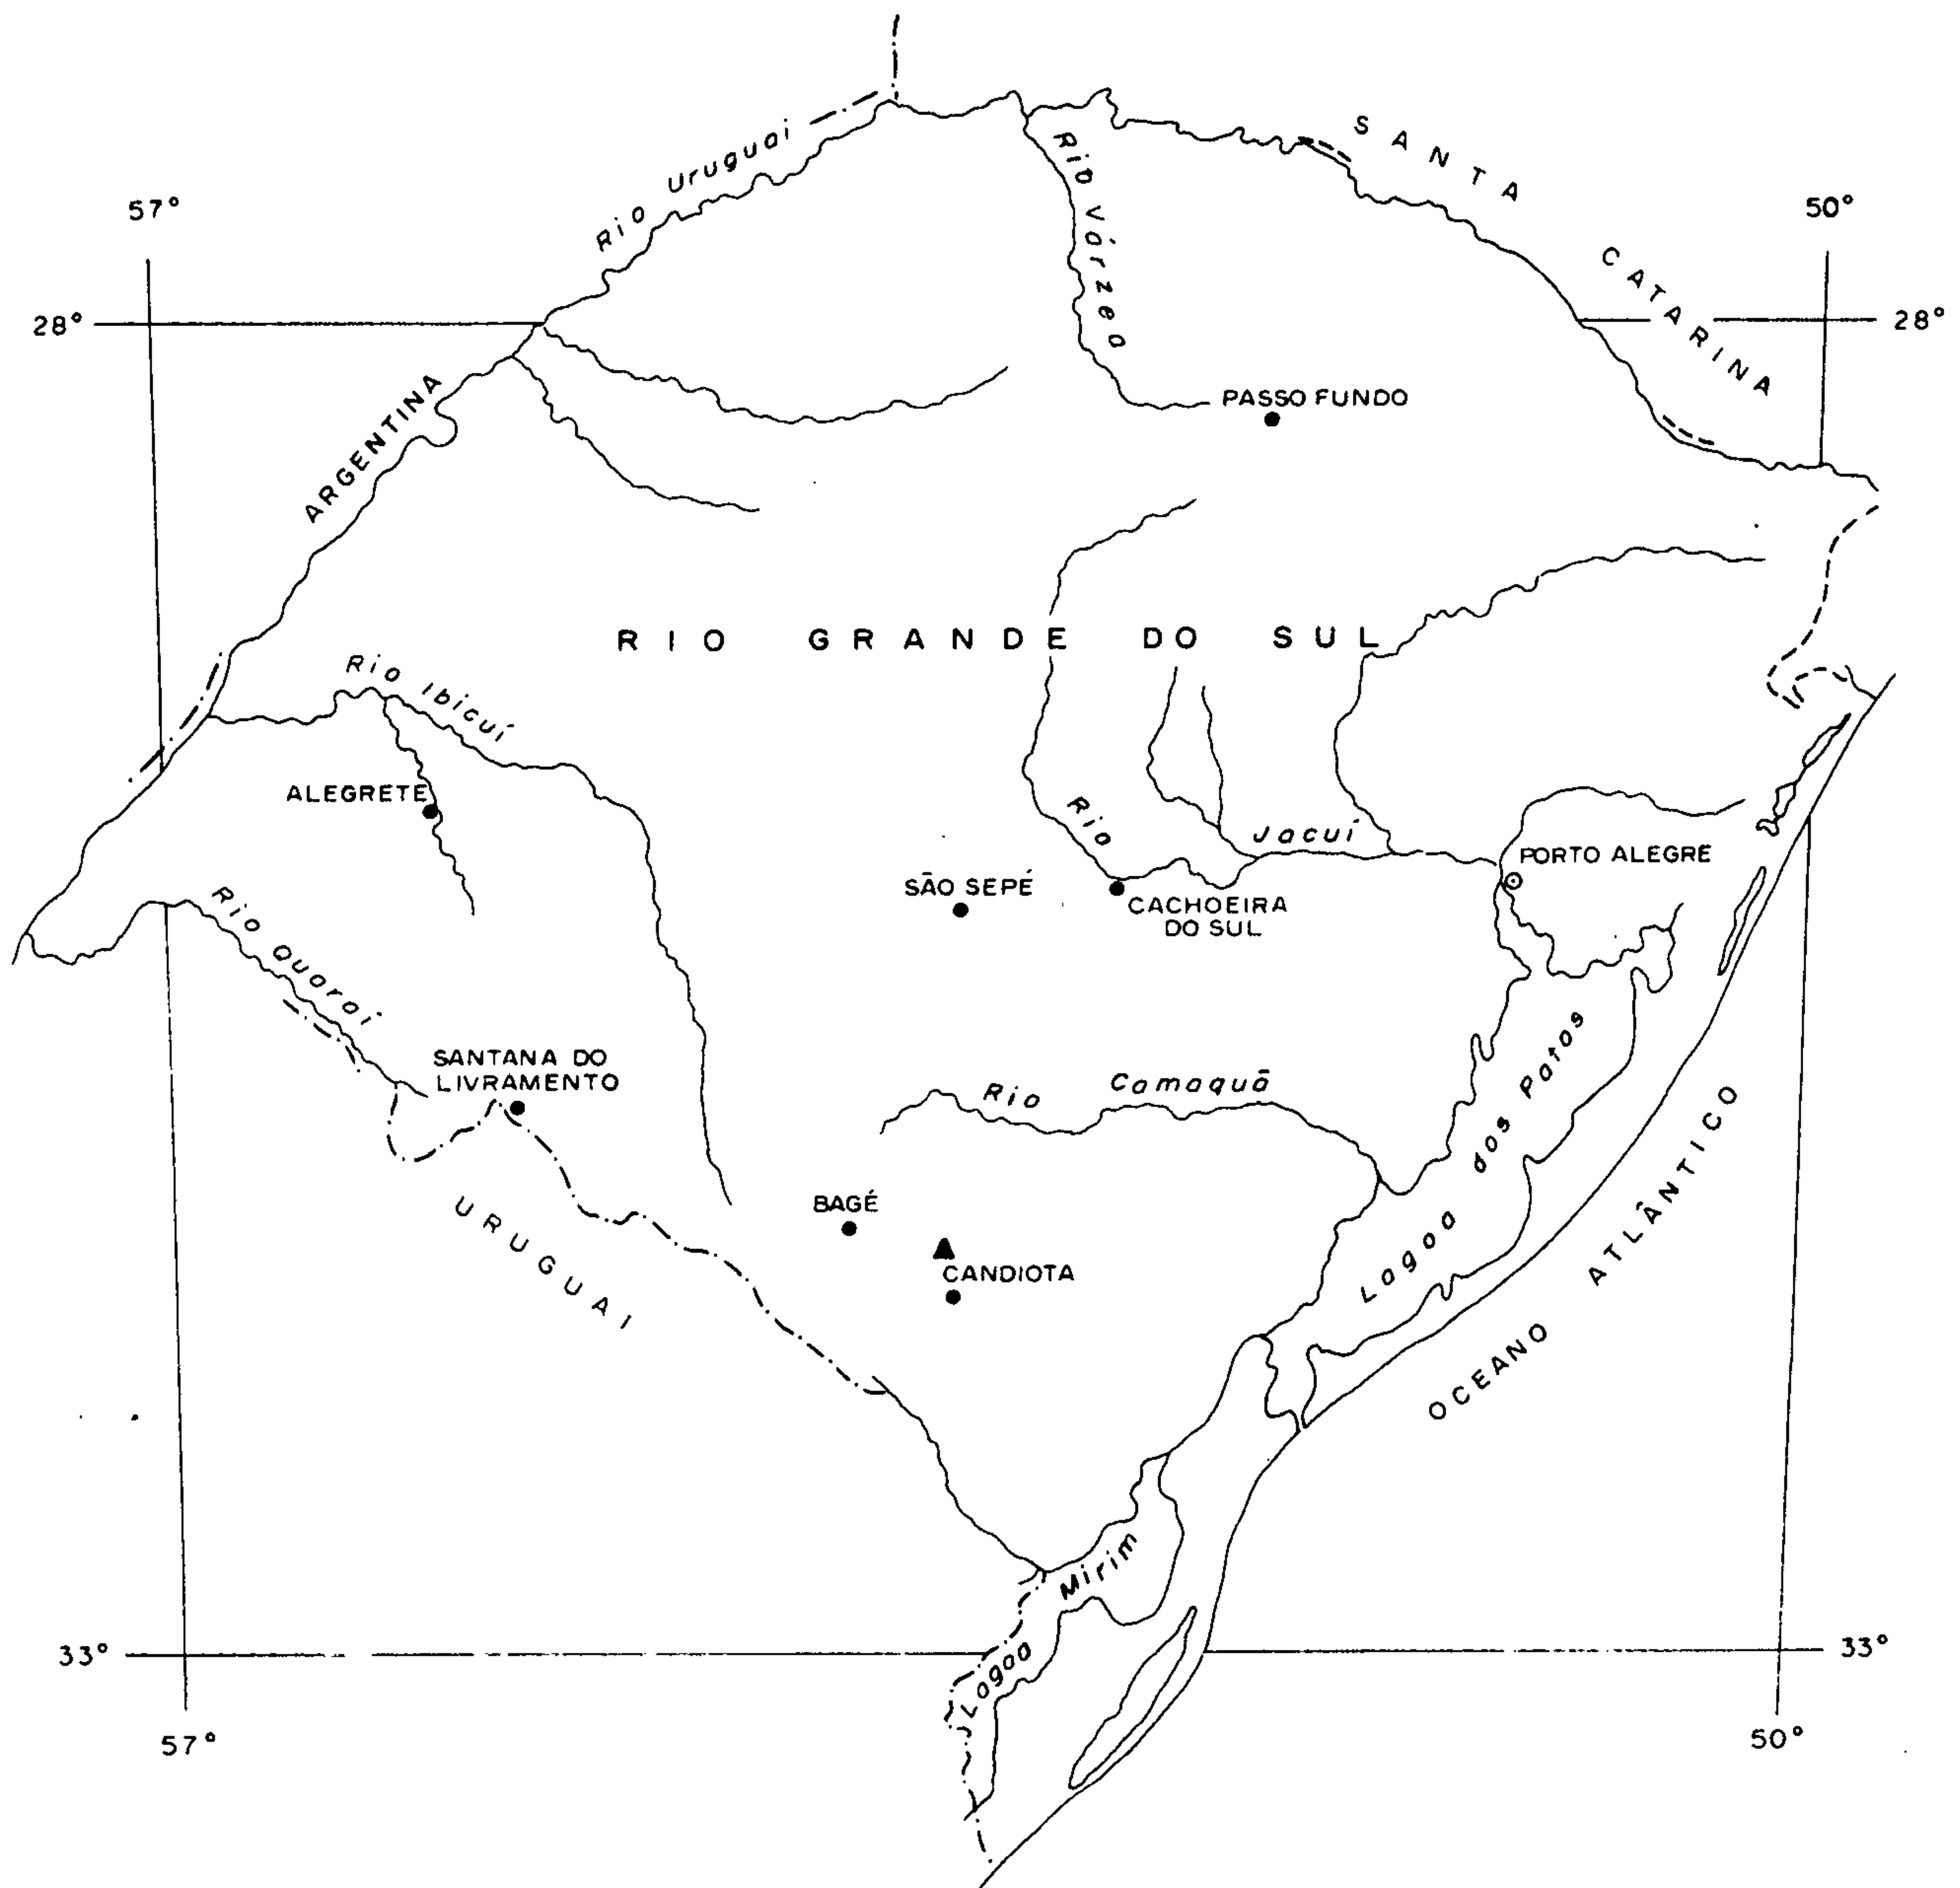 Rio Uruguai
SANTA
CATARINA
57°
50°
Rio Várzea
28°
28°
ARGENTINA
PASSO FUNDO
RIO GRANDE DO SUL
Rio Ibicuí
ALEGRETE
Rio Jacuí
PORTO ALEGRE
SÃO SEPÉ
CACHOEIRA
DO SUL
Rio Quaraí
SANTANA DO
LIVRAMENTO
Rio Camaquã
Lagoa dos Patos
OCEANO ATLÂNTICO
URUGUAI
BAGÉ
CANDIOTA
Lagoa Mirim
33°
33°
57°
50°